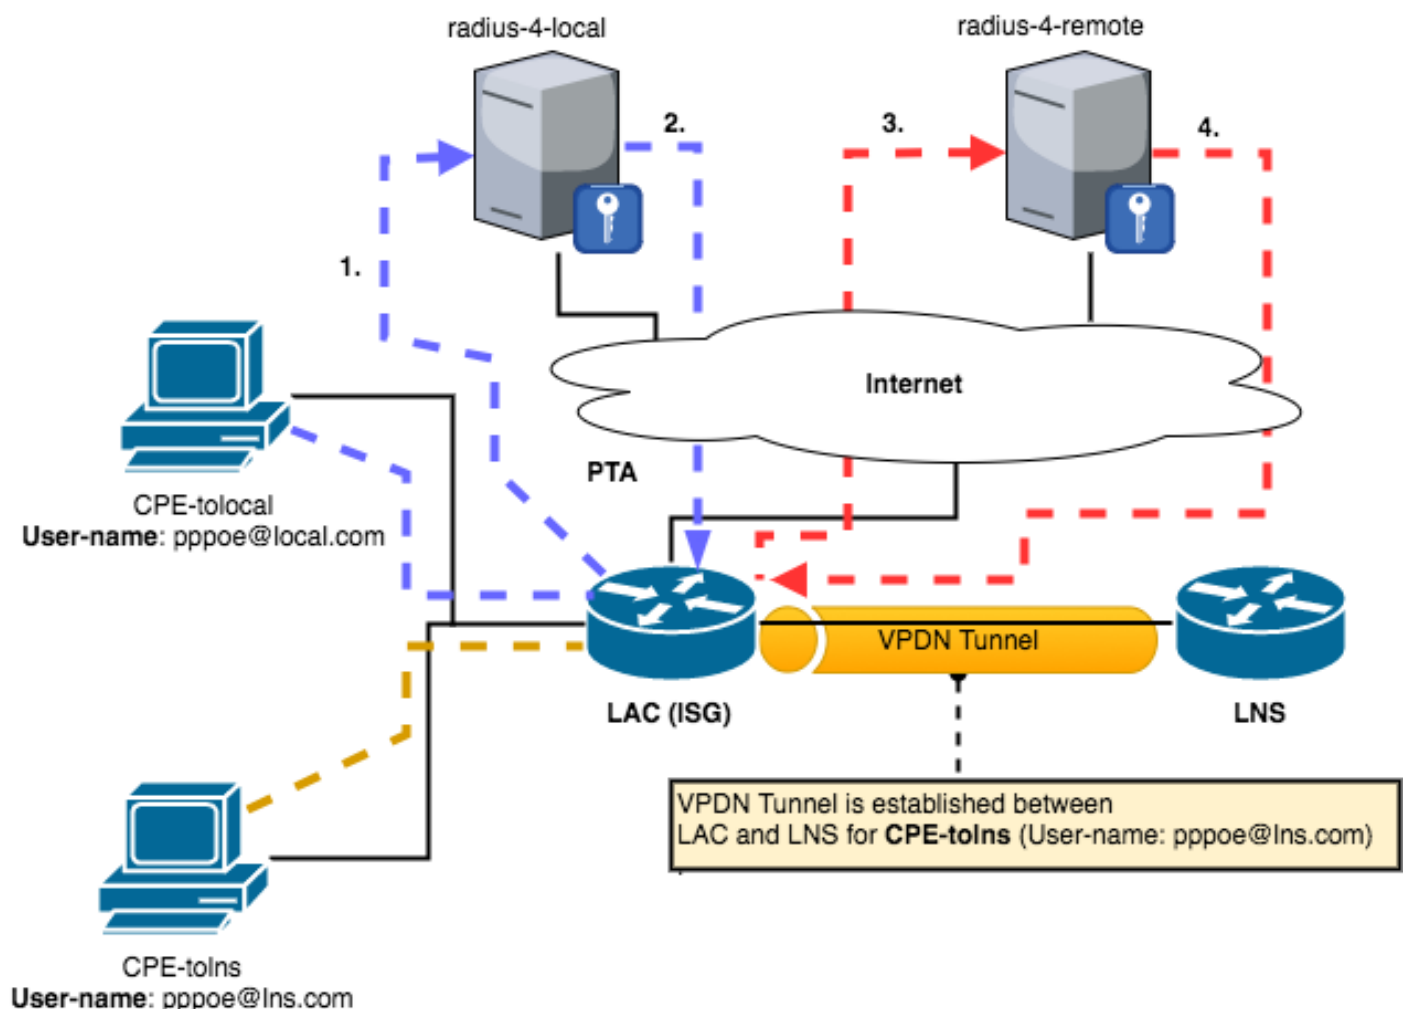 radius-4-local
radius-4-remote
2.
3.
4.
1.
Internet
PTA
CPE-tolocal
User-name: pppoe@local.com
VPDN Tunnel
LAC (ISG)
LNS
VPDN Tunnel is established between
LAC and LNS for CPE-tolns (User-name: pppoe@lns.com)
CPE-tolns
User-name: pppoe@lns.com